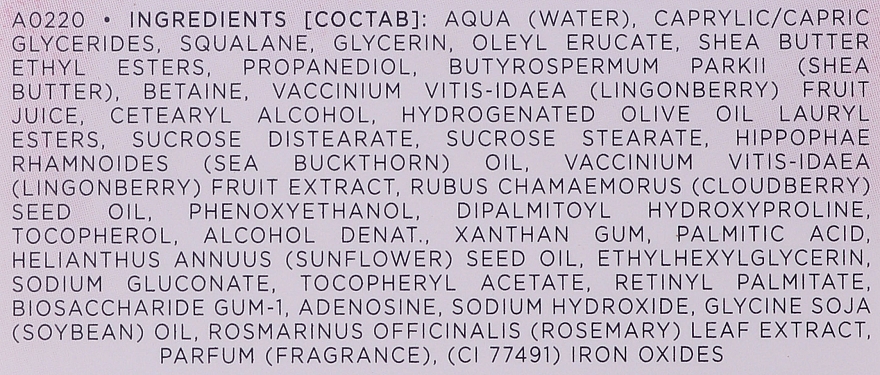 A0220 • INGREDIENTS [СОСТАВ]: AQUA (WATER), CAPRYLIC/CAPRIC
GLYCERIDES, SQUALANE, GLYCERIN, OLEYL ERUCATE, SHEA BUTTER
ETHYL ESTERS, PROPANEDIOL, BUTYROSPERMUM PARKII (SHEA
BUTTER), BETAINE, VACCINIUM VITIS-IDAEA (LINGONBERRY) FRUIT
JUICE, CETEARYL ALCOHOL, HYDROGENATED OLIVE OIL LAURYL
ESTERS, SUCROSE DISTEARATE, SUCROSE STEARATE, HIPPOPHAE
RHAMNOIDES (SEA BUCKTHORN) OIL, VACCINIUM VITIS-IDAEA
(LINGONBERRY) FRUIT EXTRACT, RUBUS CHAMAEMORUS (CLOUDBERRY)
SEED OIL, PHENOXYETHANOL, DIPALMITOYL HYDROXYPROLINE,
TOCOPHEROL, ALCOHOL DENAT., XANTHAN GUM, PALMITIC ACID,
HELIANTHUS ANNUUS (SUNFLOWER) SEED OIL, ETHYLHEXYLGLYCERIN,
SODIUM GLUCONATE, TOCOPHERYL ACETATE, RETINYL PALMITATE,
BIOSACCHARIDE GUM-1, ADENOSINE, SODIUM HYDROXIDE, GLYCINE SOJA
(SOYBEAN) OIL, ROSMARINUS OFFICINALIS (ROSEMARY) LEAF EXTRACT,
PARFUM (FRAGRANCE), (CI 77491) IRON OXIDES